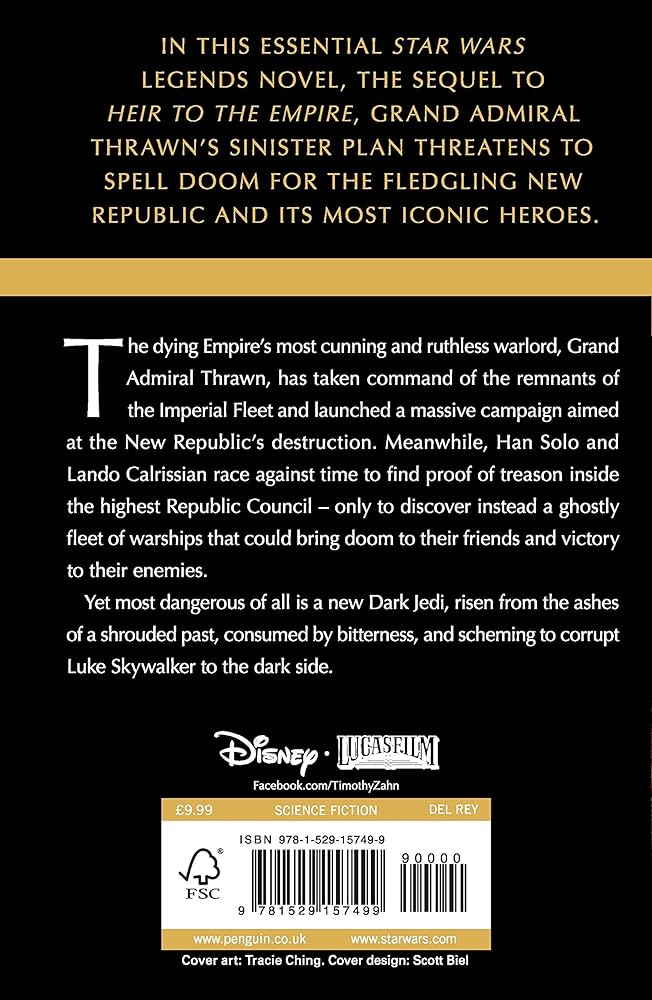 IN THIS ESSENTIAL STAR WARS
LEGENDS NOVEL, THE SEQUEL TO
HEIR TO THE EMPIRE, GRAND ADMIRAL
THRAWN'S SINISTER PLAN THREATENS TO
SPELL DOOM FOR THE FLEDGLING NEW
REPUBLIC AND ITS MOST ICONIC HEROES.
The dying Empire's most cunning and ruthless warlord, Grand
Admiral Thrawn, has taken command of the remnants of
the Imperial Fleet and launched a massive campaign aimed
at the New Republic's destruction. Meanwhile, Han Solo and
Lando Calrissian race against time to find proof of treason inside
the highest Republic Council – only to discover instead a ghostly
fleet of warships that could bring doom to their friends and victory
to their enemies.
Yet most dangerous of all is a new Dark Jedi, risen from the ashes
of a shrouded past, consumed by bitterness, and scheming to corrupt
Luke Skywalker to the dark side.
Disney · LUCASFILM
Facebook.com/TimothyZahn
£9.99 SCIENCE FICTION DEL REY
ISBN 978-1-529-15749-9
90000
® FSC
9 781529 157499
www.penguin.co.uk www.starwars.com
Cover art: Tracie Ching. Cover design: Scott Biel